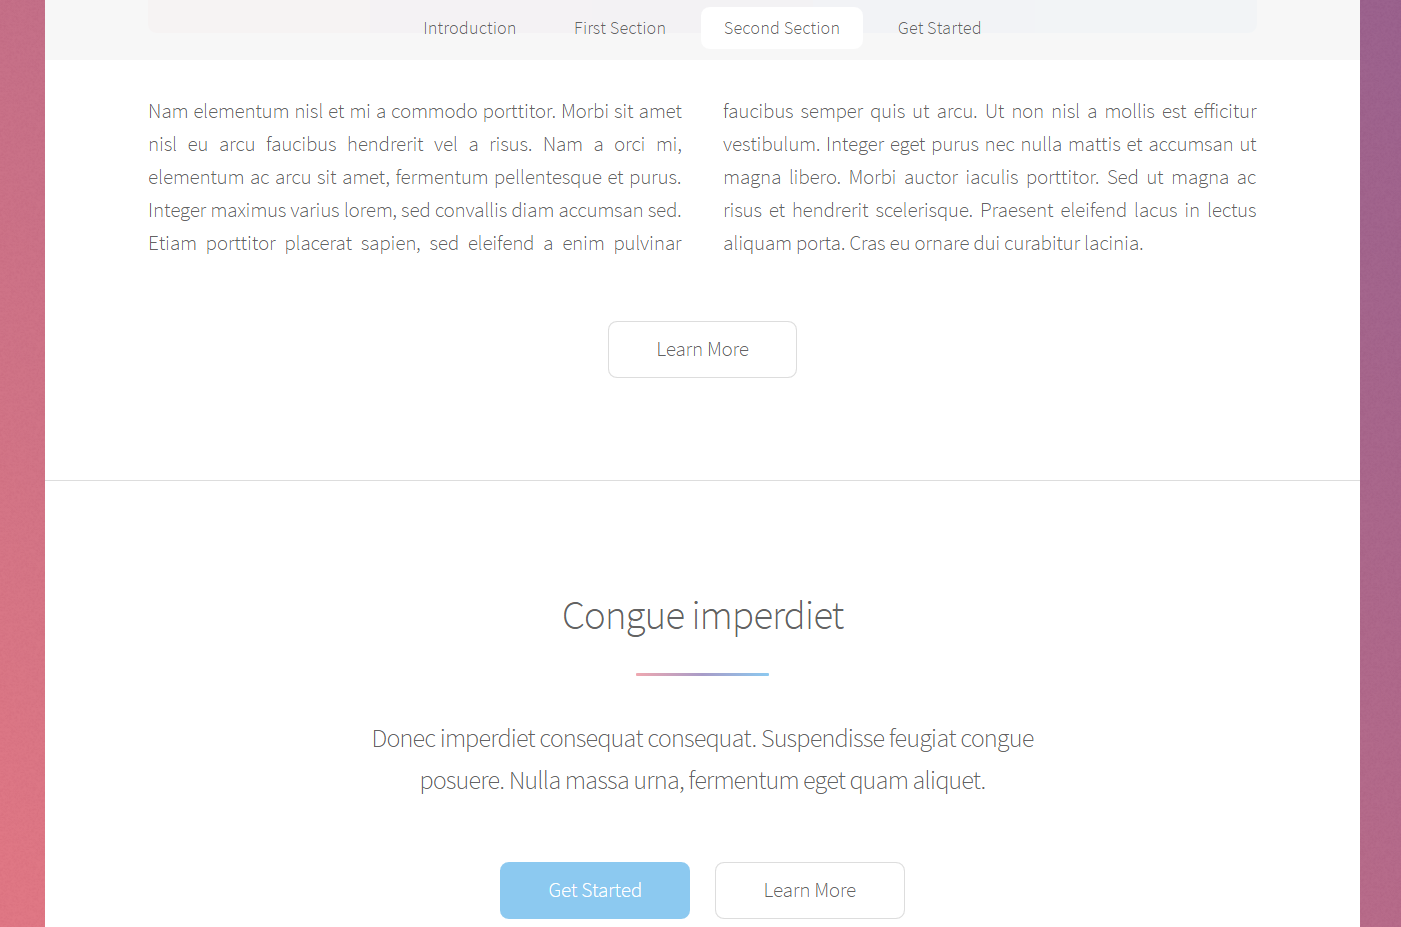 Introduction
First Section
Second Section
Get Started
Nam elementum nisl et mi a commodo porttitor. Morbi sit amet
nisl eu arcu faucibus hendrerit vel a risus. Nam a orci mi,
elementum ac arcu sit amet, fermentum pellentesque et purus.
Integer maximus varius lorem, sed convallis diam accumsan sed.
Etiam porttitor placerat sapien, sed eleifend a enim pulvinar
faucibus semper quis ut arcu. Ut non nisl a mollis est efficitur
vestibulum. Integer eget purus nec nulla mattis et accumsan ut
magna libero. Morbi auctor iaculis porttitor. Sed ut magna ac
risus et hendrerit scelerisque. Praesent eleifend lacus in lectus
aliquam porta. Cras eu ornare dui curabitur lacinia.
Learn More
Congue imperdiet
Donec imperdiet consequat consequat. Suspendisse feugiat congue
posuere. Nulla massa urna, fermentum eget quam aliquet.
Get Started
Learn More